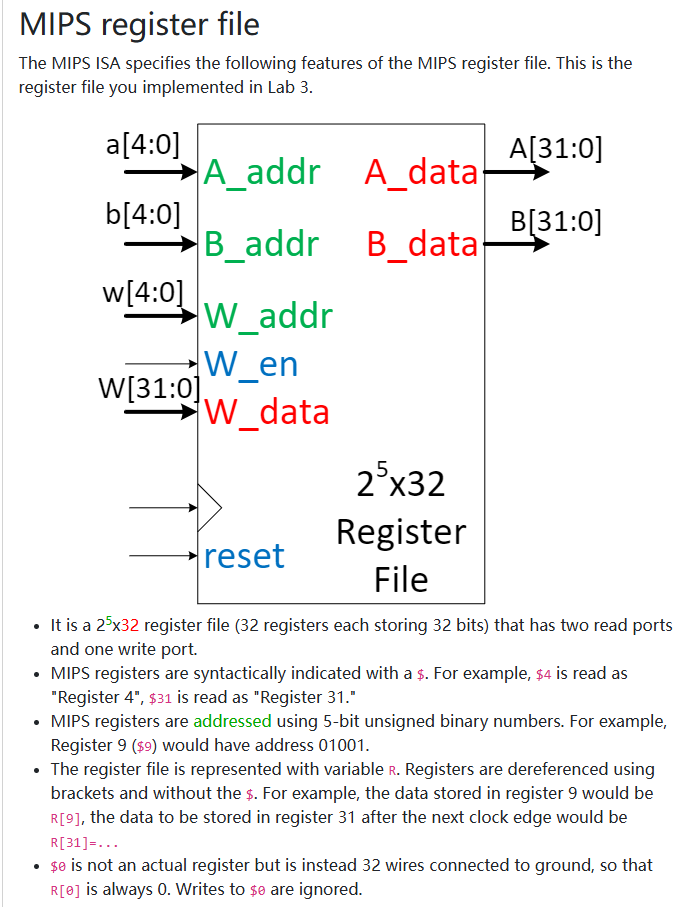 MIPS register file
The MIPS ISA specifies the following features of the MIPS register file. This is the
register file you implemented in Lab 3.
a[4:0]
A_addr
A_data
A[31:0]
b[4:0]
B_addr
B_data
B[31:0]
w[4:0]
W_addr
W_en
W[31:0]
W_data
2⁵x32
Register
File
reset
• It is a 2⁵x32 register file (32 registers each storing 32 bits) that has two read ports
and one write port.
• MIPS registers are syntactically indicated with a $. For example, $4 is read as
"Register 4", $31 is read as "Register 31."
• MIPS registers are addressed using 5-bit unsigned binary numbers. For example,
Register 9 ($9) would have address 01001.
• The register file is represented with variable R. Registers are dereferenced using
brackets and without the $. For example, the data stored in register 9 would be
R[9], the data to be stored in register 31 after the next clock edge would be
R[31]=...
• $0 is not an actual register but is instead 32 wires connected to ground, so that
R[0] is always 0. Writes to $0 are ignored.